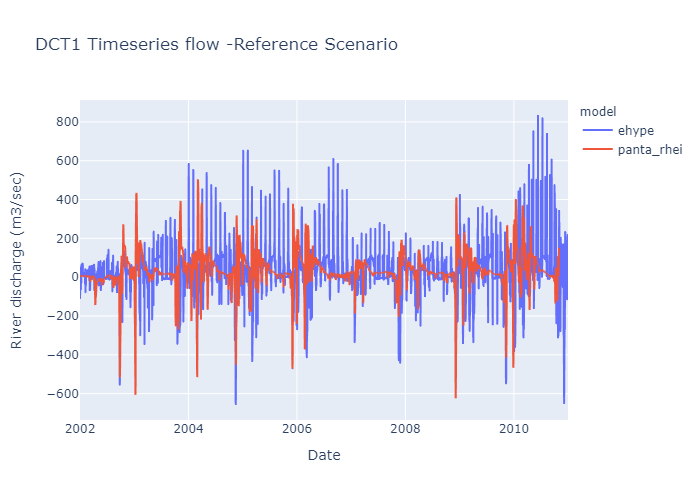 DCT1 Timeseries flow -Reference Scenario
model
ehype
panta_rhei
River discharge (m3/sec)
800
600
400
200
0
−200
−400
−600
2002
2004
2006
2008
2010
Date